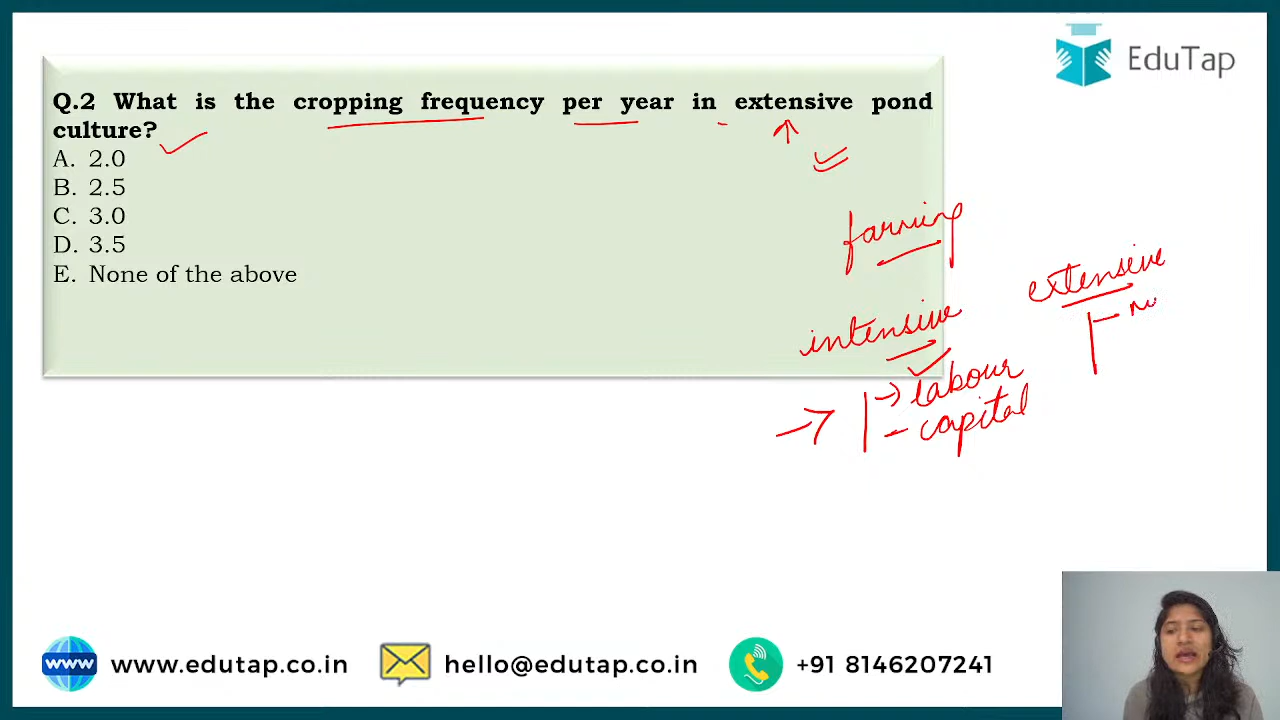 EduTap
Q.2 What is the cropping frequency per year in extensive pond
culture?
A. 2.0
B. 2.5
C. 3.0
D. 3.5
E. None of the above
farming
intensive
labour
capital
extensive
www
www.edutap.co.in
hello@edutap.co.in
+91 8146207241